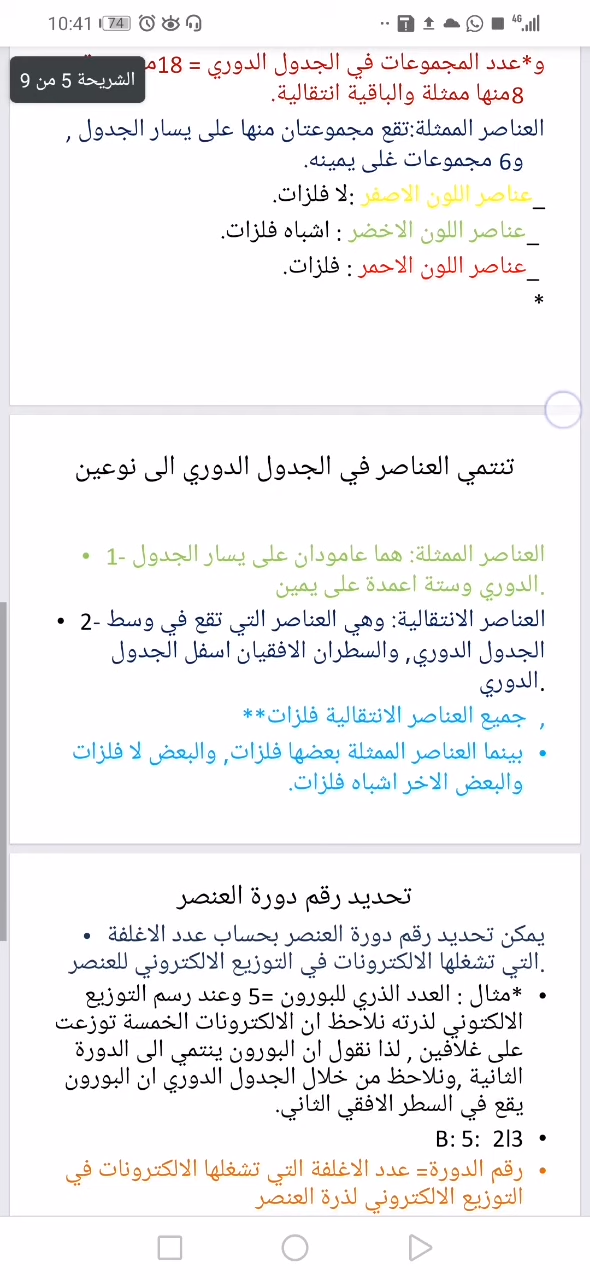 10:41 74 4G
و*عدد المجموعات في الجدول الدوري = 18م
الشريحة 5 من 9
8منها ممثلة والباقية انتقالية.
العناصر الممثلة:تقع مجموعتان منها على يسار الجدول ,
و6 مجموعات غلى يمينه.
_عناصر اللون الاصفر :لا فلزات.
_عناصر اللون الاخضر : اشباه فلزات.
_عناصر اللون الاحمر : فلزات.
*
تنتمي العناصر في الجدول الدوري الى نوعين
• 1- العناصر الممثلة: هما عامودان على يسار الجدول
الدوري وستة اعمدة على يمين.
• 2- العناصر الانتقالية: وهي العناصر التي تقع في وسط
الجدول الدوري, والسطران الافقيان اسفل الجدول
الدوري.
, جميع العناصر الانتقالية فلزات**
• بينما العناصر الممثلة بعضها فلزات, والبعض لا فلزات
والبعض الاخر اشباه فلزات.
تحديد رقم دورة العنصر
• يمكن تحديد رقم دورة العنصر بحساب عدد الاغلفة
التي تشغلها الالكترونات في التوزيع الالكتروني للعنصر.
• *مثال : العدد الذري للبورون =5 وعند رسم التوزيع
الالكتوني لذرته نلاحظ ان الالكترونات الخمسة توزعت
على غلافين , لذا نقول ان البورون ينتمي الى الدورة
الثانية ,ونلاحظ من خلال الجدول الدوري ان البورون
يقع في السطر الافقي الثاني.
• B: 5: 2|3
• رقم الدورة= عدد الاغلفة التي تشغلها الالكترونات في
التوزيع الالكتروني لذرة العنصر